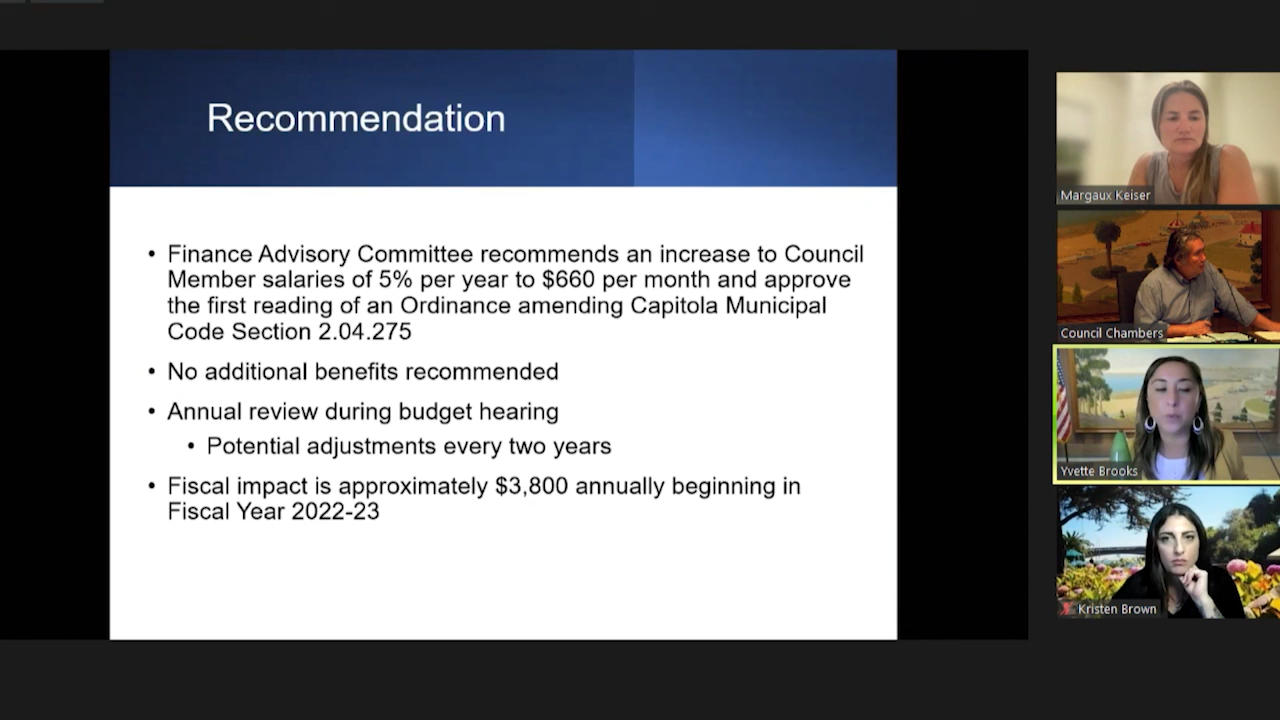 Recommendation
• Finance Advisory Committee recommends an increase to Council
Member salaries of 5% per year to $660 per month and approve
the first reading of an Ordinance amending Capitola Municipal
Code Section 2.04.275
• No additional benefits recommended
• Annual review during budget hearing
• Potential adjustments every two years
• Fiscal impact is approximately $3,800 annually beginning in
Fiscal Year 2022-23
Margaux Keiser
Council Chambers
Yvette Brooks
Kristen Brown